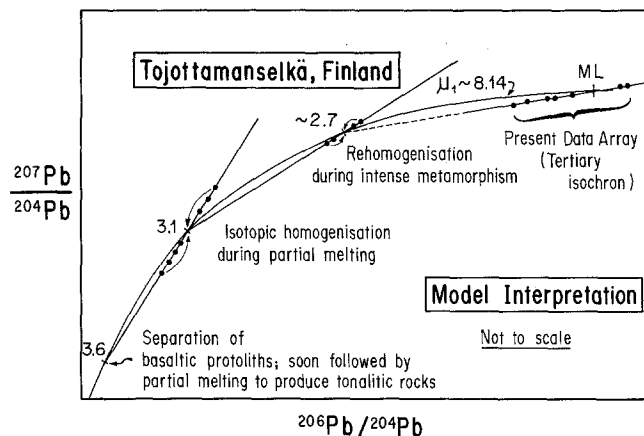 Tojottamanselkä, Finland
μ₁~8.14₂
ML
~2.7
Rehomogenisation
during intense metamorphism
Present Data Array
(Tertiary
isochron)
207Pb
204Pb
3.1
Isotopic homogenisation
during partial melting
Model Interpretation
Not to scale
3.6
Separation of
basaltic protoliths; soon followed by
partial melting to produce tonalitic rocks
206Pb/204Pb